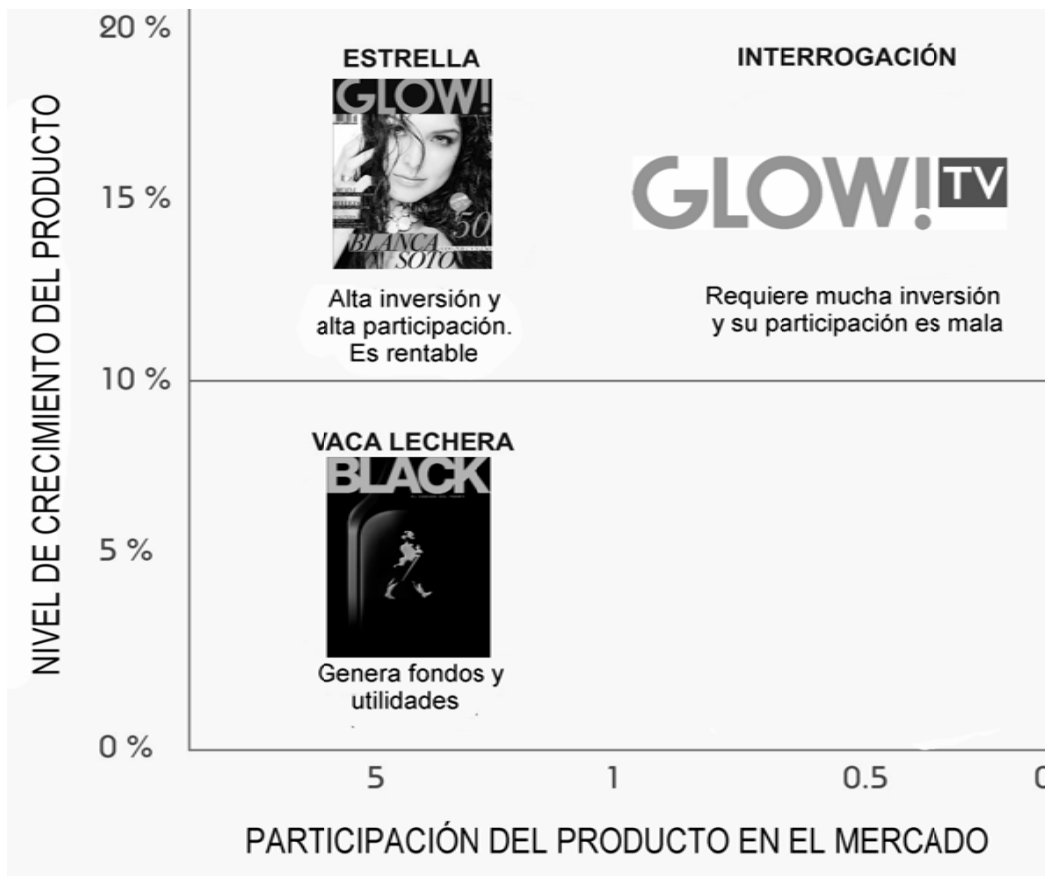 20 %
ESTRELLA
INTERROGACIÓN
GLOW!
15 %
GLOW! TV
50
BLANCA
SOTO
Alta inversión y
alta participación.
Es rentable
Requiere mucha inversión
y su participación es mala
NIVEL DE CRECIMIENTO DEL PRODUCTO
10 %
VACA LECHERA
BLACK
5 %
Genera fondos y
utilidades
0 %
5
1
0.5
0
PARTICIPACIÓN DEL PRODUCTO EN EL MERCADO